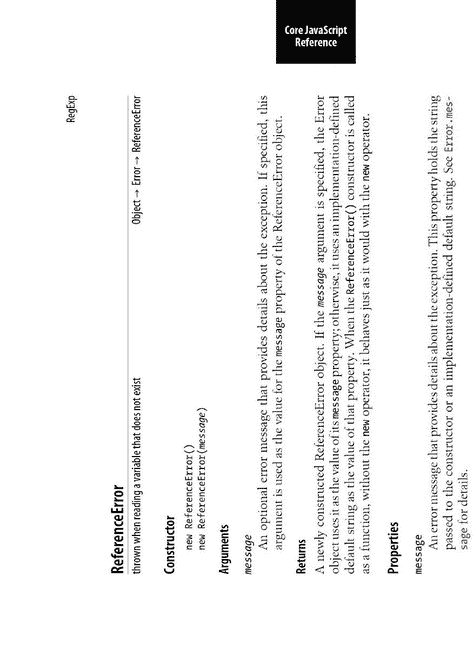 Core JavaScript
Reference
RegExp
ReferenceError
thrown when reading a variable that does not exist Object → Error → ReferenceError
Constructor
new ReferenceError()
new ReferenceError(message)
Arguments
message
An optional error message that provides details about the exception. If specified, this
argument is used as the value for the message property of the ReferenceError object.
Returns
A newly constructed ReferenceError object. If the message argument is specified, the Error
object uses it as the value of its message property; otherwise, it uses an implementation-defined
default string as the value of that property. When the ReferenceError() constructor is called
as a function, without the new operator, it behaves just as it would with the new operator.
Properties
message
An error message that provides details about the exception. This property holds the string
passed to the constructor or an implementation-defined default string. See Error.mes-
sage for details.